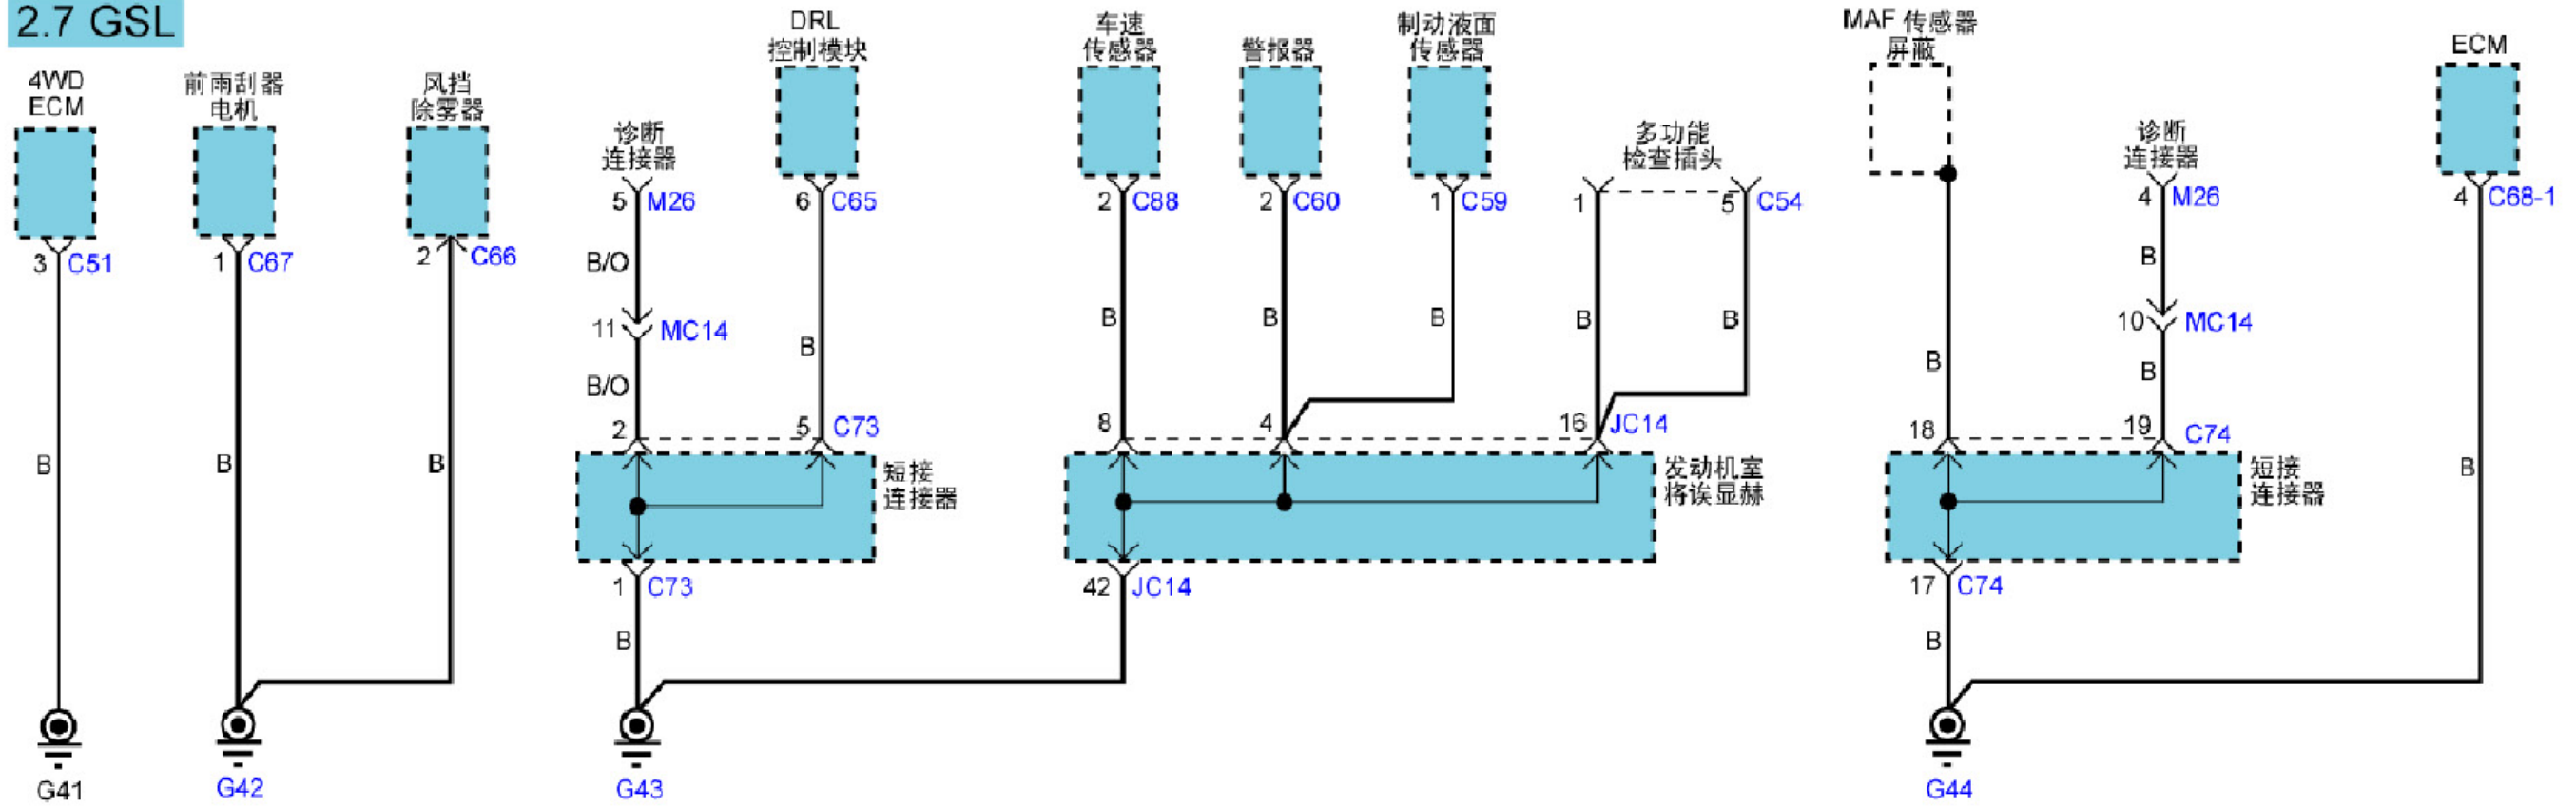 2.7 GSL
4WD
ECM
3 C51
B
G41
前雨刮器
电机
1 C67
B
风挡
除雾器
2 C66
B
G42
诊断
连接器
5 M26
B/O
11 MC14
B/O
2
DRL
控制模块
6 C65
B
5 C73
短接
连接器
1 C73
B
G43
车速
传感器
2 C88
B
8
警报器
2 C60
B
4
制动液面
传感器
1 C59
B
多功能
检查插头
1
5 C54
B
B
16 JC14
发动机室
将诶显赫
42 JC14
MAF 传感器
屏蔽
B
18
诊断
连接器
4 M26
B
10 MC14
B
19 C74
短接
连接器
17 C74
B
G44
ECM
4 C68-1
B